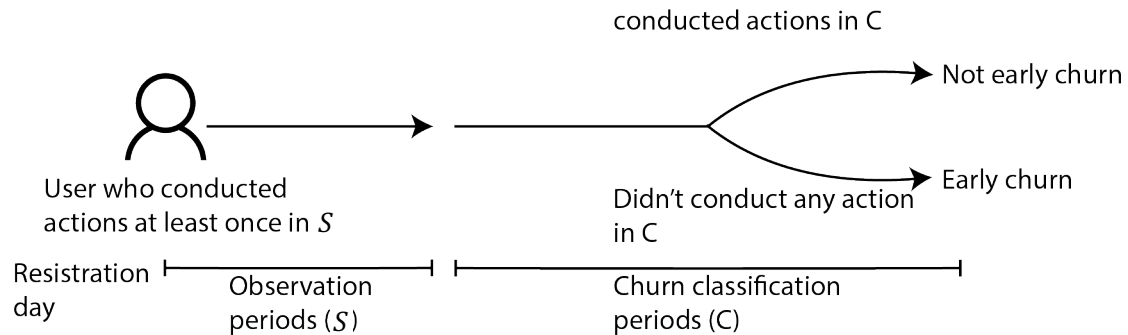 conducted actions in C
Not early churn
User who conducted
actions at least once in S
Early churn
Didn't conduct any action
in C
Resistration
day
Observation
periods (S)
Churn classification
periods (C)